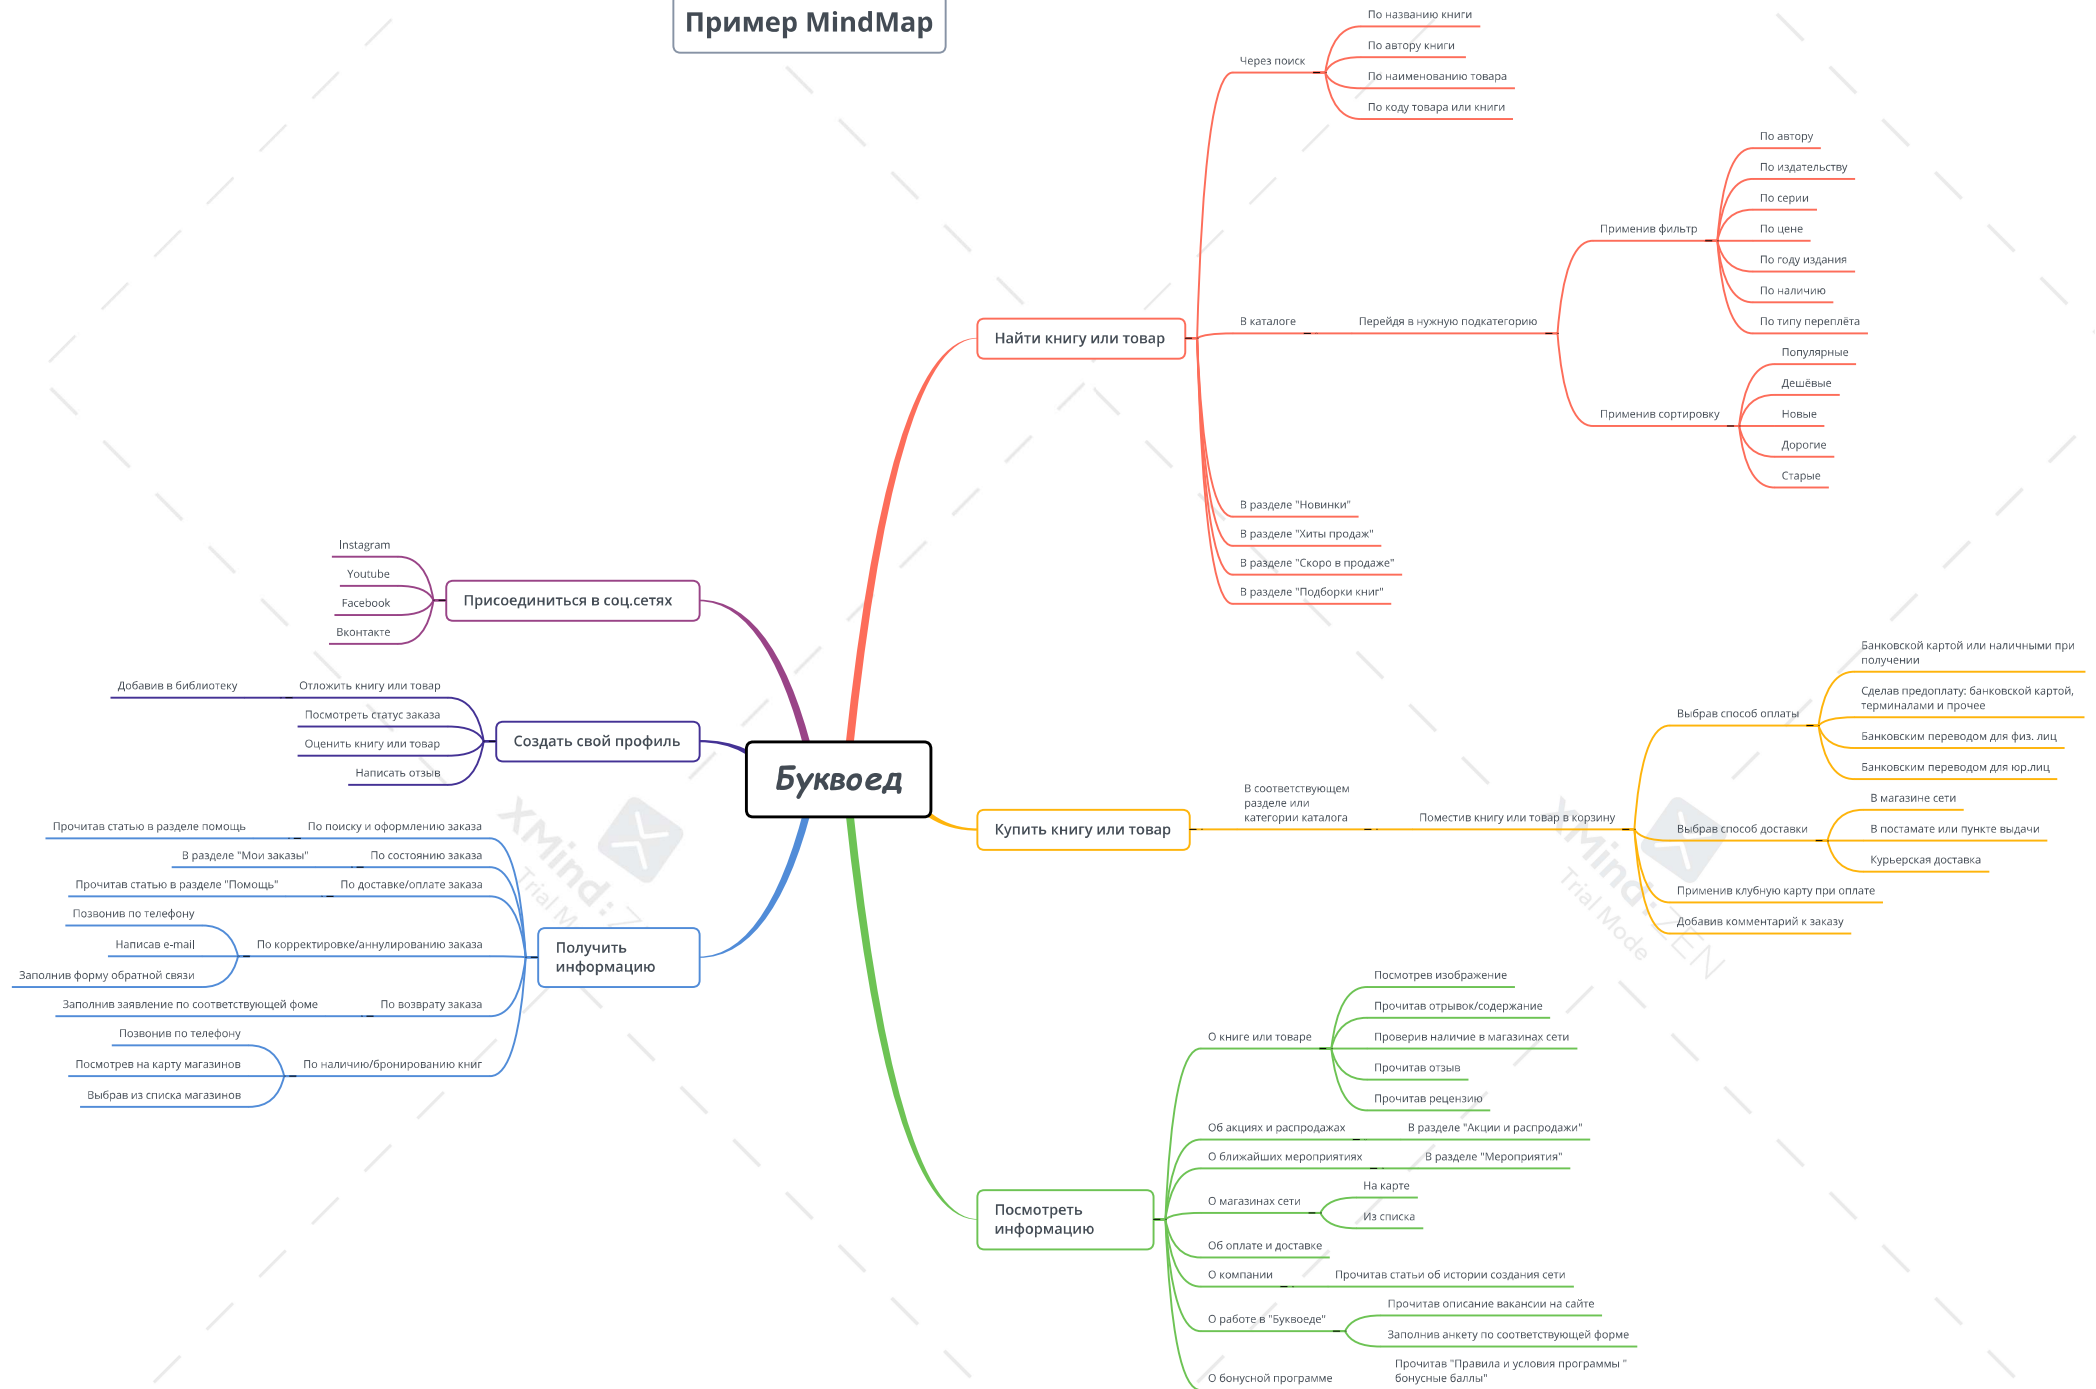 Пример MindMap
Буквоед
Найти книгу или товар
Через поиск
По названию книги
По автору книги
По наименованию товара
По коду товара или книги
В каталоге
Перейдя в нужную подкатегорию
Применив фильтр
По автору
По издательству
По серии
По цене
По году издания
По наличию
По типу переплёта
Применив сортировку
Популярные
Дешёвые
Новые
Дорогие
Старые
В разделе "Новинки"
В разделе "Хиты продаж"
В разделе "Скоро в продаже"
В разделе "Подборки книг"
Купить книгу или товар
В соответствующем
разделе или
категории каталога
Поместив книгу или товар в корзину
Выбрав способ оплаты
Банковской картой или наличными при
получении
Сделав предоплату: банковской картой,
терминалами и прочее
Банковским переводом для физ. лиц
Банковским переводом для юр.лиц
Выбрав способ доставки
В магазине сети
В постамате или пункте выдачи
Курьерская доставка
Применив клубную карту при оплате
Добавив комментарий к заказу
Посмотреть
информацию
О книге или товаре
Посмотрев изображение
Прочитав отрывок/содержание
Проверив наличие в магазинах сети
Прочитав отзыв
Прочитав рецензию
Об акциях и распродажах
В разделе "Акции и распродажи"
О ближайших мероприятиях
В разделе "Мероприятия"
О магазинах сети
На карте
Из списка
Об оплате и доставке
О компании
Прочитав статьи об истории создания сети
О работе в "Буквоеде"
Прочитав описание вакансии на сайте
Заполнив анкету по соответствующей форме
О бонусной программе
Прочитав "Правила и условия программы "
бонусные баллы"
Присоединиться в соц.сетях
Instagram
Youtube
Facebook
Вконтакте
Создать свой профиль
Отложить книгу или товар
Добавив в библиотеку
Посмотреть статус заказа
Оценить книгу или товар
Написать отзыв
Получить
информацию
По поиску и оформлению заказа
Прочитав статью в разделе помощь
По состоянию заказа
В разделе "Мои заказы"
По доставке/оплате заказа
Прочитав статью в разделе "Помощь"
По корректировке/аннулированию заказа
Позвонив по телефону
Написав e-mail
Заполнив форму обратной связи
По возврату заказа
Заполнив заявление по соответствующей фоме
По наличию/бронированию книг
Позвонив по телефону
Посмотрев на карту магазинов
Выбрав из списка магазинов
XMind:Z
Trial M
XMind:ZEN
Trial Mode